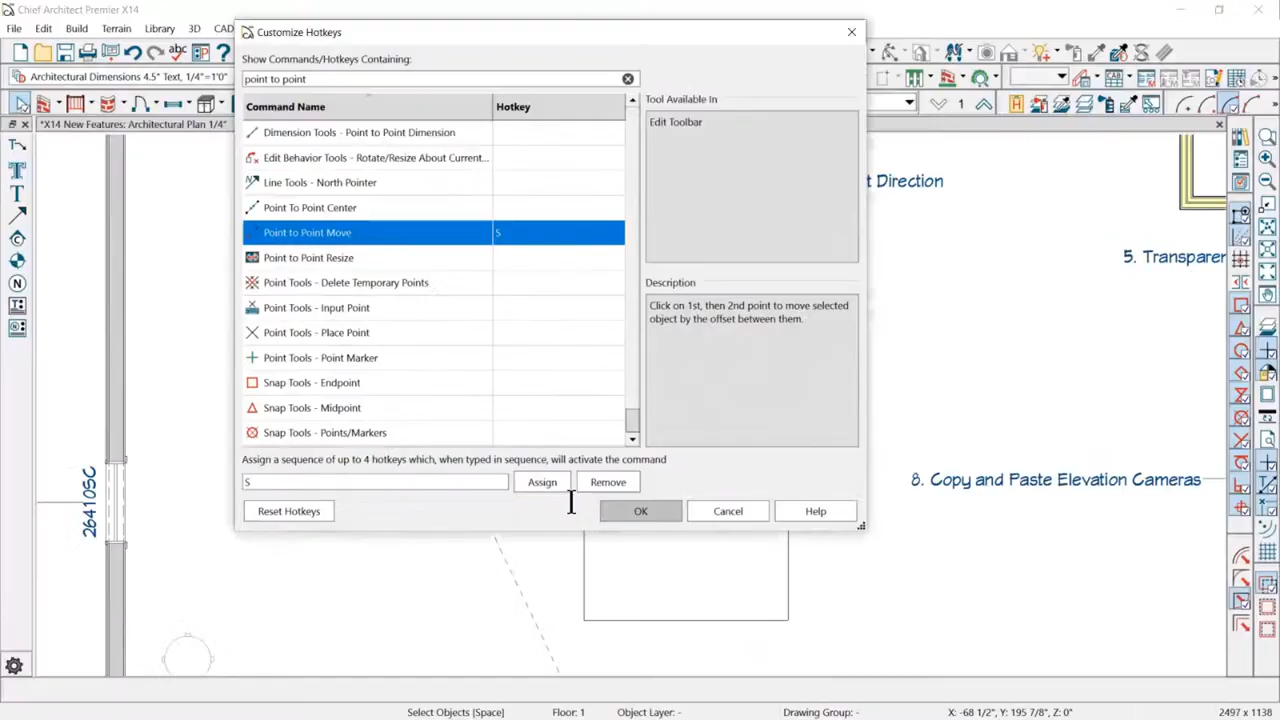 Chief Architect Premier X14
File Edit Build Terrain Library 3D CAD
Architectural Dimensions 4.5" Text, 1/4"=1'0"
1
*X14 New Features: Architectural Plan 1/4"
Customize Hotkeys
Show Commands/Hotkeys Containing:
point to point
Command Name Hotkey
Dimension Tools - Point to Point Dimension
Edit Behavior Tools - Rotate/Resize About Current...
Line Tools - North Pointer
Point To Point Center
Point to Point Move S
Point to Point Resize
Point Tools - Delete Temporary Points
Point Tools - Input Point
Point Tools - Place Point
Point Tools - Point Marker
Snap Tools - Endpoint
Snap Tools - Midpoint
Snap Tools - Points/Markers
Tool Available In
Edit Toolbar
Description
Click on 1st, then 2nd point to move selected
object by the offset between them.
Assign a sequence of up to 4 hotkeys which, when typed in sequence, will activate the command
S
Assign Remove
Reset Hotkeys OK Cancel Help
t Direction
5. Transparer
8. Copy and Paste Elevation Cameras
26410SC
Select Objects [Space] Floor: 1 Object Layer: - Drawing Group: - X: -68 1/2", Y: 195 7/8", Z: 0" 2497 x 1138